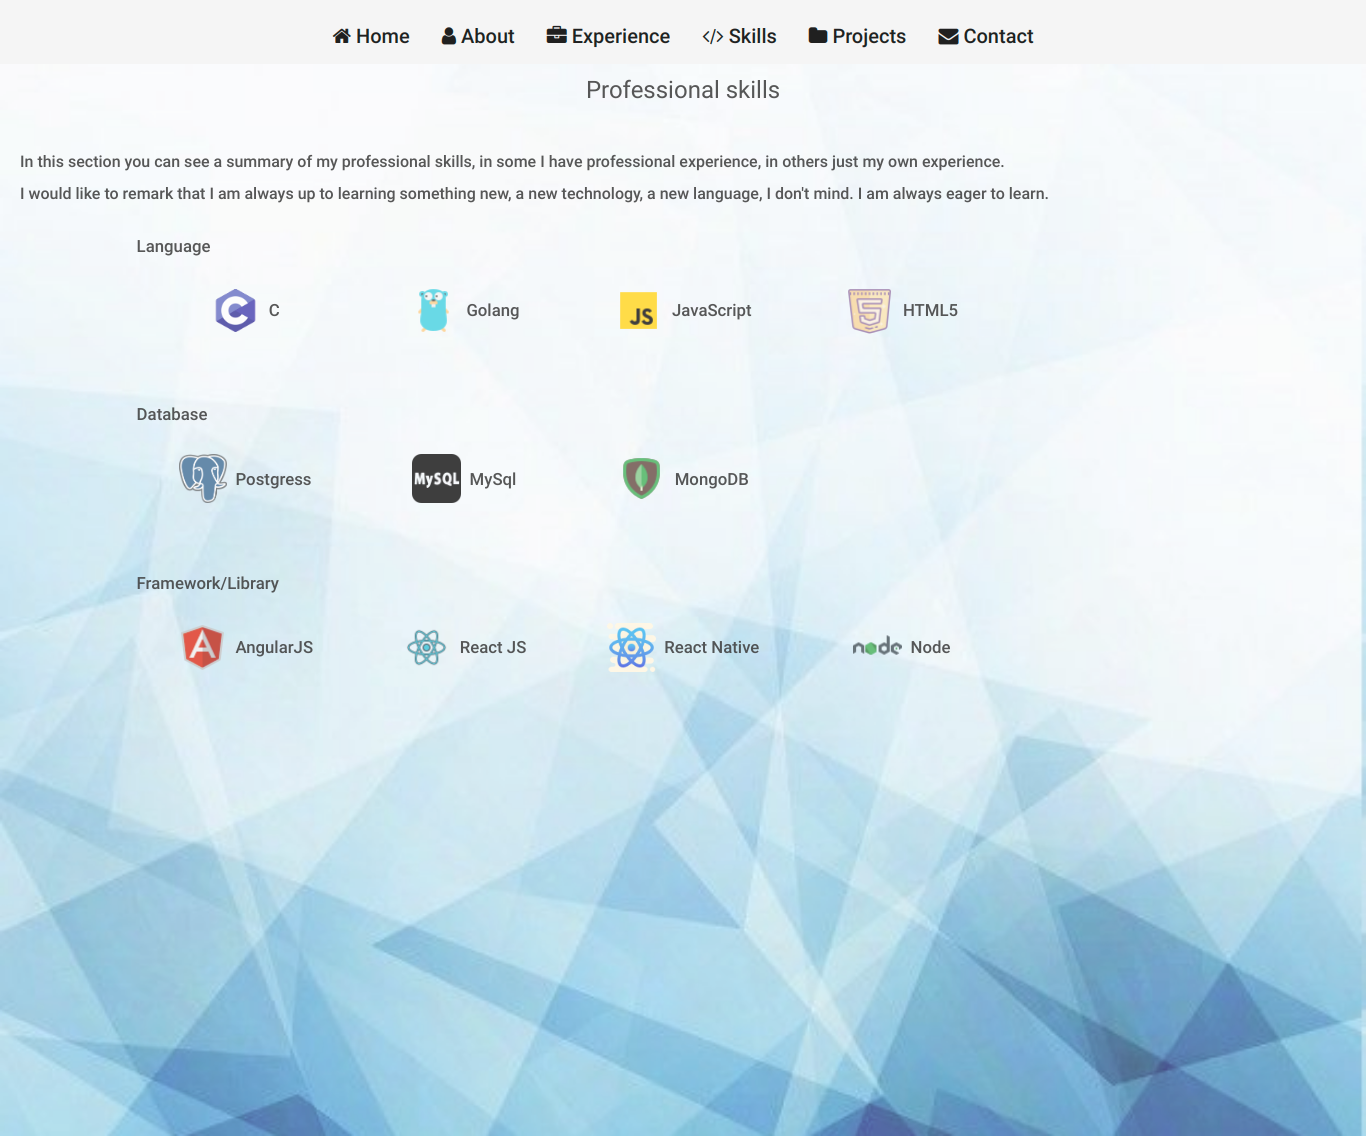 Home About Experience </> Skills Projects Contact
Professional skills
In this section you can see a summary of my professional skills, in some I have professional experience, in others just my own experience.
I would like to remark that I am always up to learning something new, a new technology, a new language, I don't mind. I am always eager to learn.
Language
C Golang JS JavaScript 5 HTML5
Database
Postgress MySQL MySql MongoDB
Framework/Library
A AngularJS React JS React Native node Node